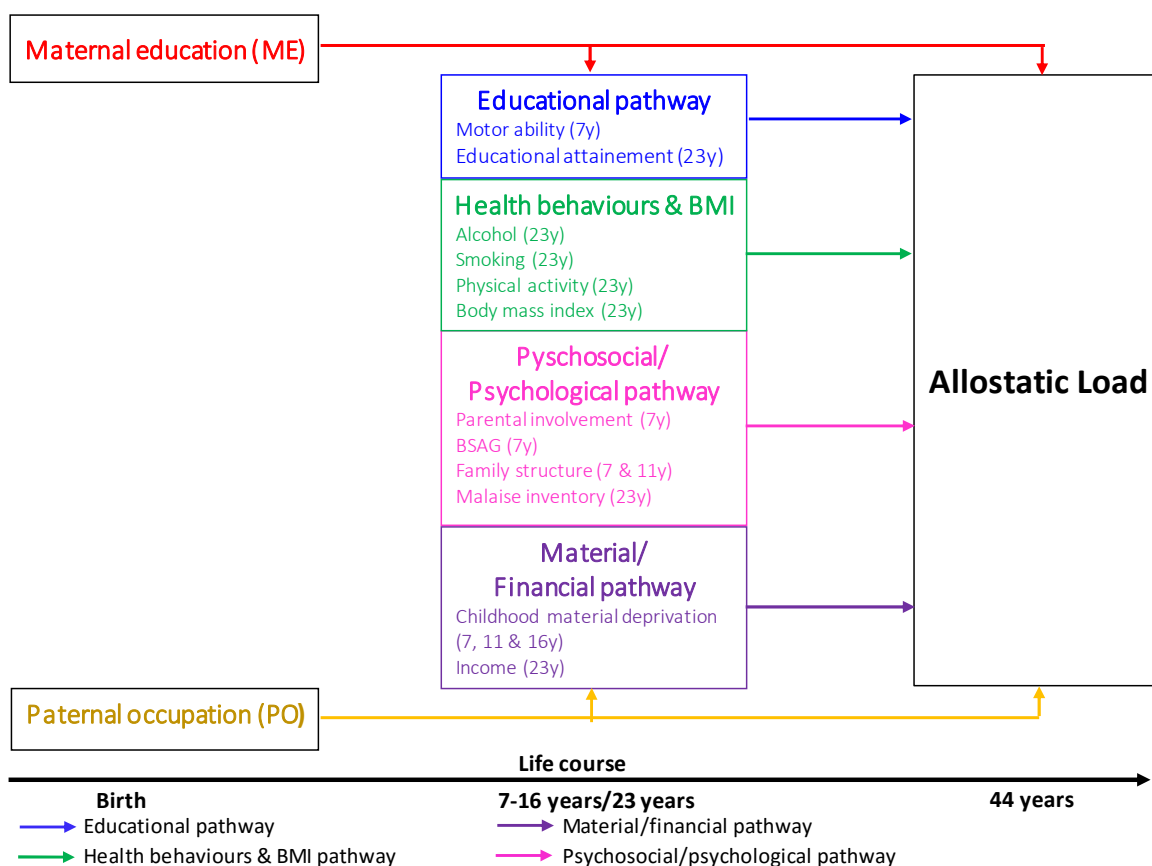 Maternal education (ME)
Educational pathway
Motor ability (7y)
Educational attainement (23y)
Health behaviours & BMI
Alcohol (23y)
Smoking (23y)
Physical activity (23y)
Body mass index (23y)
Pyschosocial/
Psychological pathway
Parental involvement (7y)
BSAG (7y)
Family structure (7 & 11y)
Malaise inventory (23y)
Material/
Financial pathway
Childhood material deprivation
(7, 11 & 16y)
Income (23y)
Allostatic Load
Paternal occupation (PO)
Life course
Birth
7-16 years/23 years
44 years
Educational pathway
Material/financial pathway
Health behaviours & BMI pathway
Psychosocial/psychological pathway